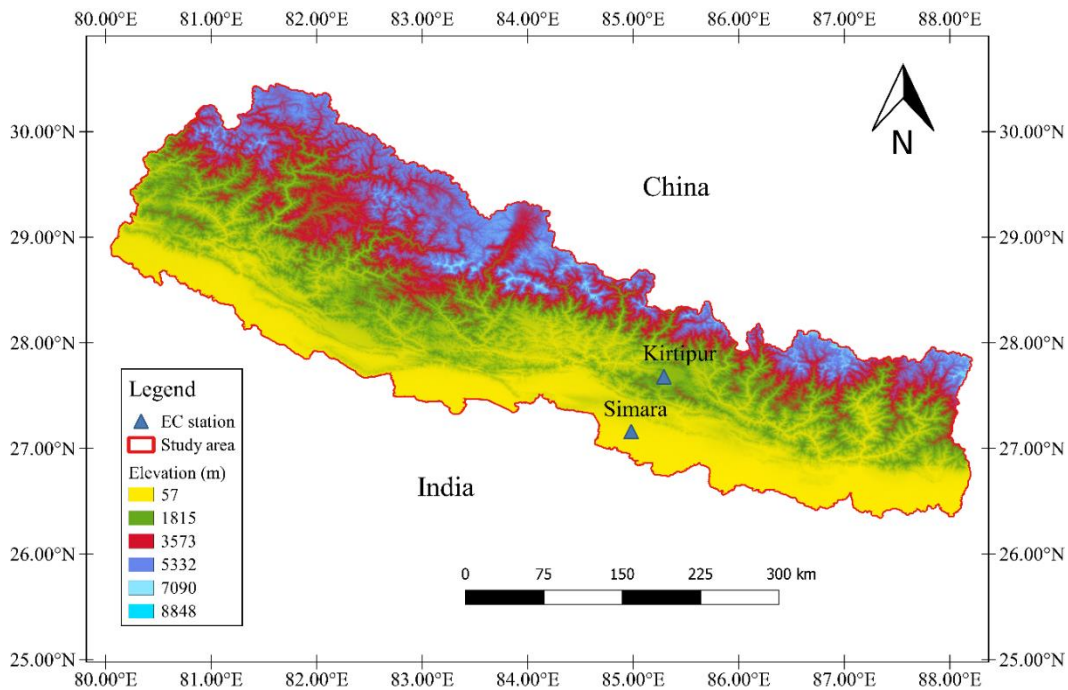 80.00°E 81.00°E 82.00°E 83.00°E 84.00°E 85.00°E 86.00°E 87.00°E 88.00°E
30.00°N 30.00°N
N
China
29.00°N 29.00°N
28.00°N 28.00°N
Kirtipur
Simara
27.00°N 27.00°N
India
26.00°N 26.00°N
25.00°N 25.00°N
Legend
EC station
Study area
Elevation (m)
57
1815
3573
5332
7090
8848
0 75 150 225 300 km
80.00°E 81.00°E 82.00°E 83.00°E 84.00°E 85.00°E 86.00°E 87.00°E 88.00°E